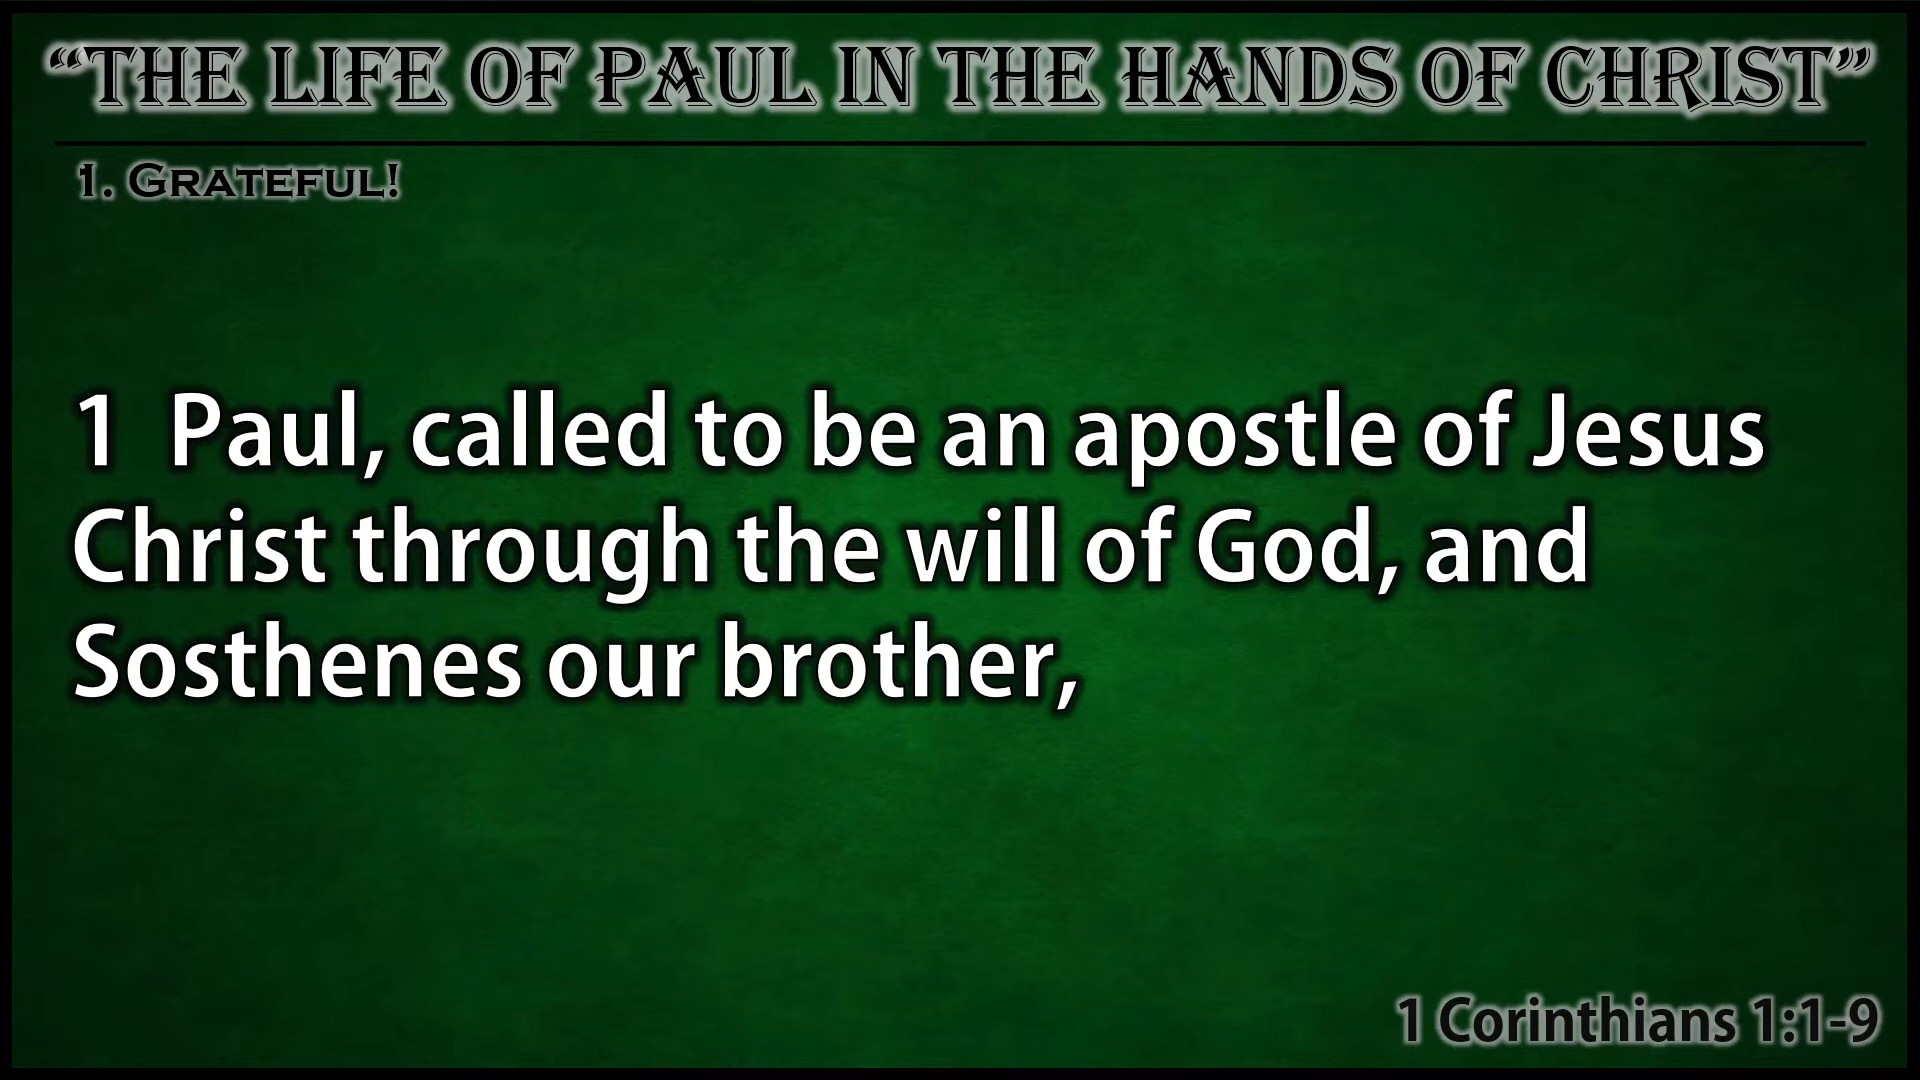 “THE LIFE OF PAUL IN THE HANDS OF CHRIST”
1. GRATEFUL!
1 Paul, called to be an apostle of Jesus
Christ through the will of God, and
Sosthenes our brother,
1 Corinthians 1:1-9